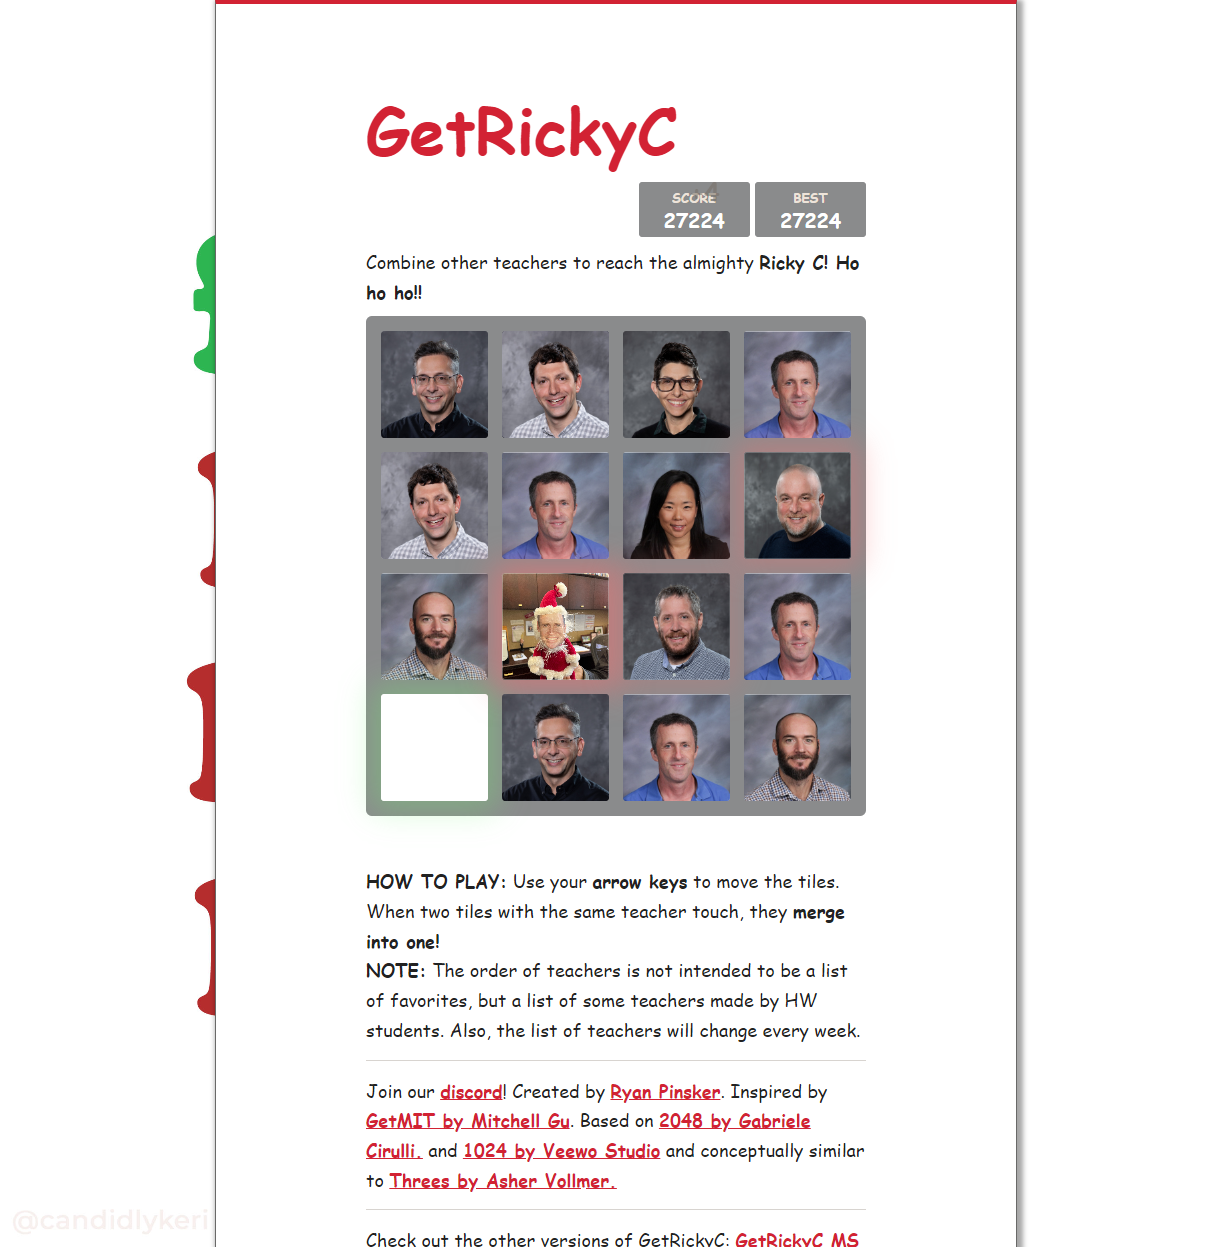 GetRickyC
SCORE
27224
BEST
27224
Combine other teachers to reach the almighty Ricky C! Ho
ho ho!!
HOW TO PLAY: Use your arrow keys to move the tiles.
When two tiles with the same teacher touch, they merge
into one!
NOTE: The order of teachers is not intended to be a list
of favorites, but a list of some teachers made by HW
students. Also, the list of teachers will change every week.
Join our discord! Created by Ryan Pinsker. Inspired by
GetMIT by Mitchell Gu. Based on 2048 by Gabriele
Cirulli. and 1024 by Veewo Studio and conceptually similar
to Threes by Asher Vollmer.
@candidlykeri
Check out the other versions of GetRickyC: GetRickyC MS